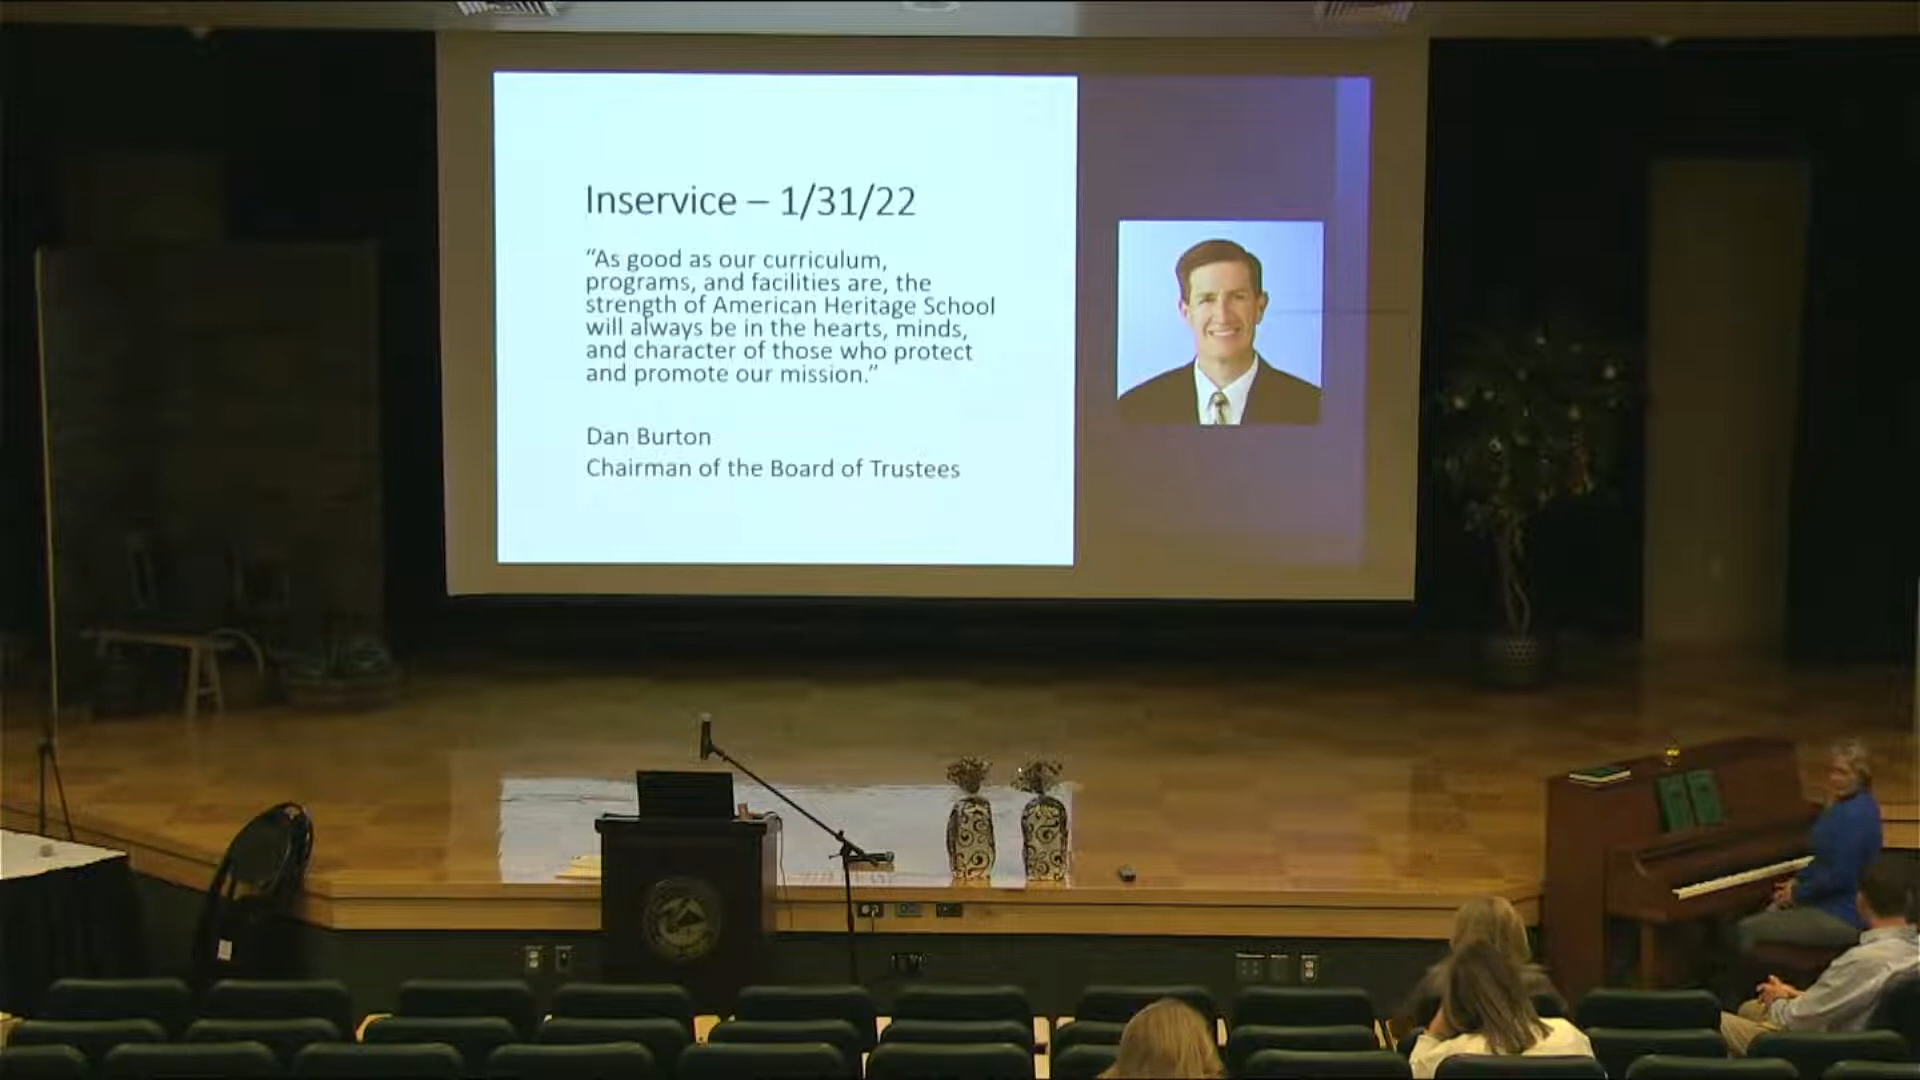 Inservice – 1/31/22
“As good as our curriculum,
programs, and facilities are, the
strength of American Heritage School
will always be in the hearts, minds,
and character of those who protect
and promote our mission.”
Dan Burton
Chairman of the Board of Trustees